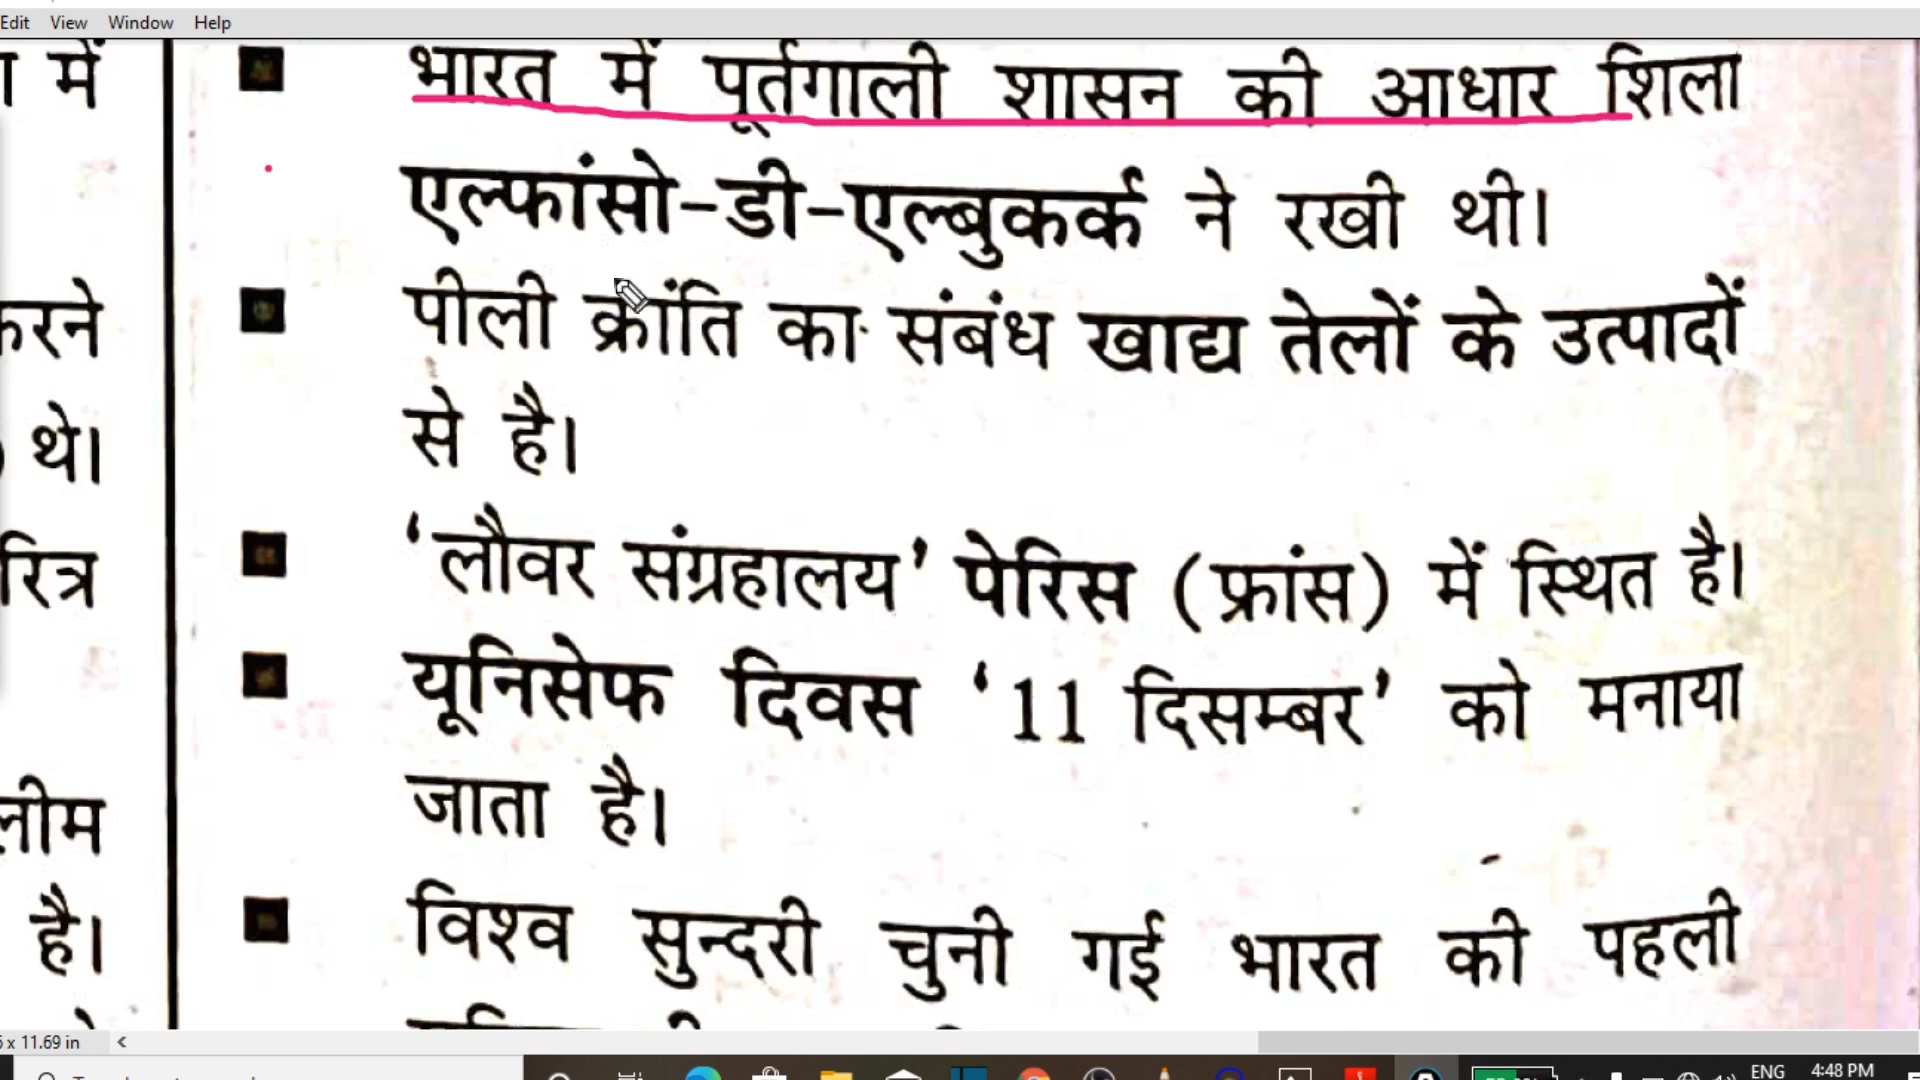 Edit View Window Help
में
करने
थे।
रित्र
लीम
है।
भारत में पूर्तगाली शासन की आधार शिला
एल्फांसो-डी-एल्बुकर्क ने रखी थी।
पीली क्रांति का संबंध खाद्य तेलों के उत्पादों
से है।
‘लौवर संग्रहालय’ पेरिस (फ्रांस) में स्थित है।
यूनिसेफ दिवस ‘11 दिसम्बर’ को मनाया
जाता है।
विश्व सुन्दरी चुनी गई भारत की पहली
x 11.69 in
ENG 4:48 PM